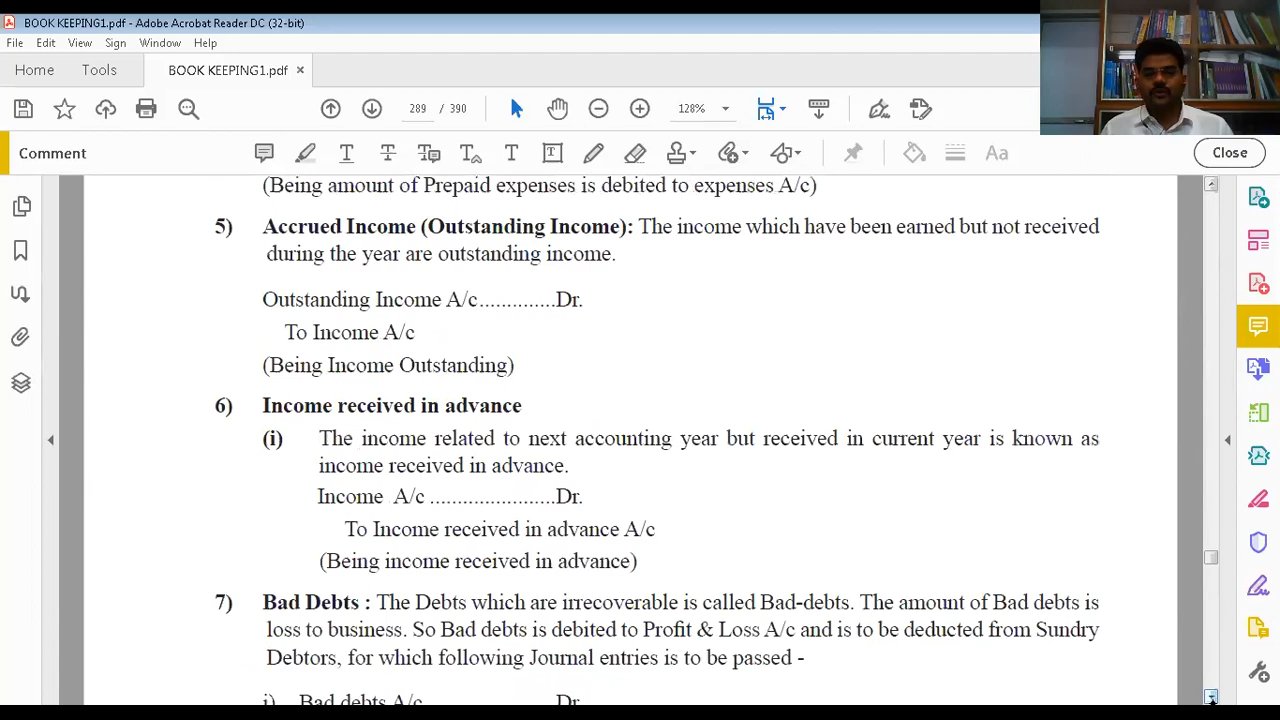 BOOK KEEPING1.pdf - Adobe Acrobat Reader DC (32-bit)
File Edit View Sign Window Help
Home Tools BOOK KEEPING1.pdf ×
289 / 390 128%
Comment Aa Close
(Being amount of Prepaid expenses is debited to expenses A/c)
5) Accrued Income (Outstanding Income): The income which have been earned but not received
during the year are outstanding income.
Outstanding Income A/c..............Dr.
To Income A/c
(Being Income Outstanding)
6) Income received in advance
(i) The income related to next accounting year but received in current year is known as
income received in advance.
Income A/c .......................Dr.
To Income received in advance A/c
(Being income received in advance)
7) Bad Debts : The Debts which are irrecoverable is called Bad-debts. The amount of Bad debts is
loss to business. So Bad debts is debited to Profit & Loss A/c and is to be deducted from Sundry
Debtors, for which following Journal entries is to be passed -
i) Bad debts A/c ........................Dr.